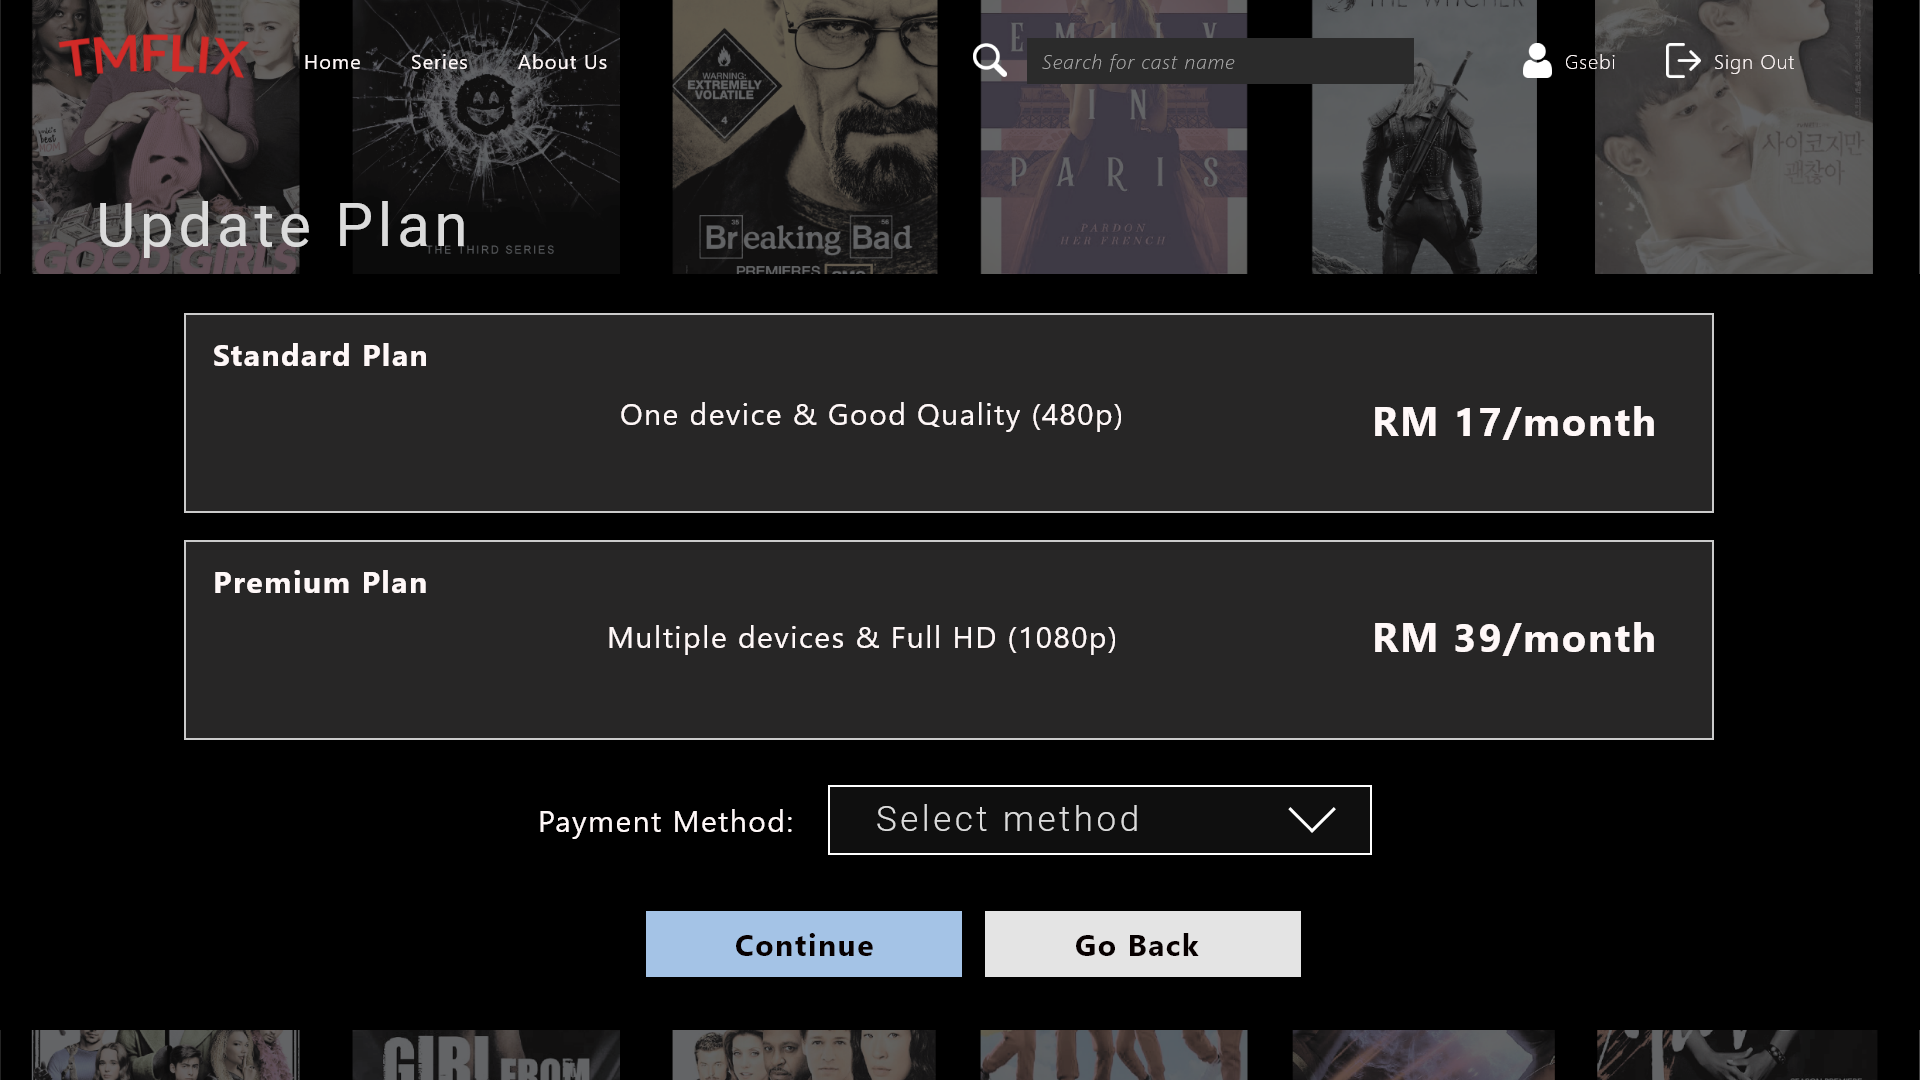 TMFLIX
Home
Series
About Us
Search for cast name
Gsebi
Sign Out
WARNING:
EXTREMELY
VOLATILE
4
EMILY
IN
PARIS
PARDON
HER FRENCH
THE WITCHER
사이코지만
괜찮아
Update Plan
GOOD GIRLS
THE THIRD SERIES
Breaking Bad
PREMIERES
Standard Plan
One device & Good Quality (480p)
RM 17/month
Premium Plan
Multiple devices & Full HD (1080p)
RM 39/month
Payment Method:
Select method
Continue
Go Back
GIRL FROM